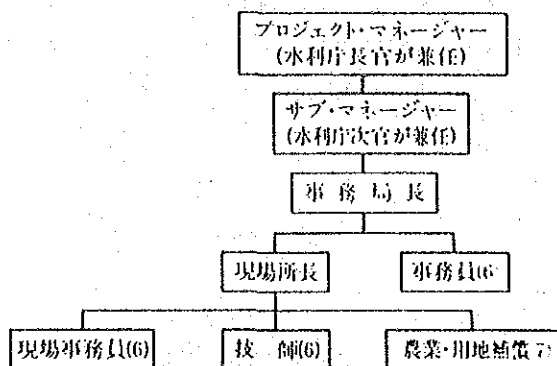 プロジェクト・マネージャー
(水利庁長官が兼任)
サブ・マネージャー
(水利庁次官が兼任)
事務局長
現場所長
事務員(6)
現場事務員(6)
技師(6)
農業・用地補償7)